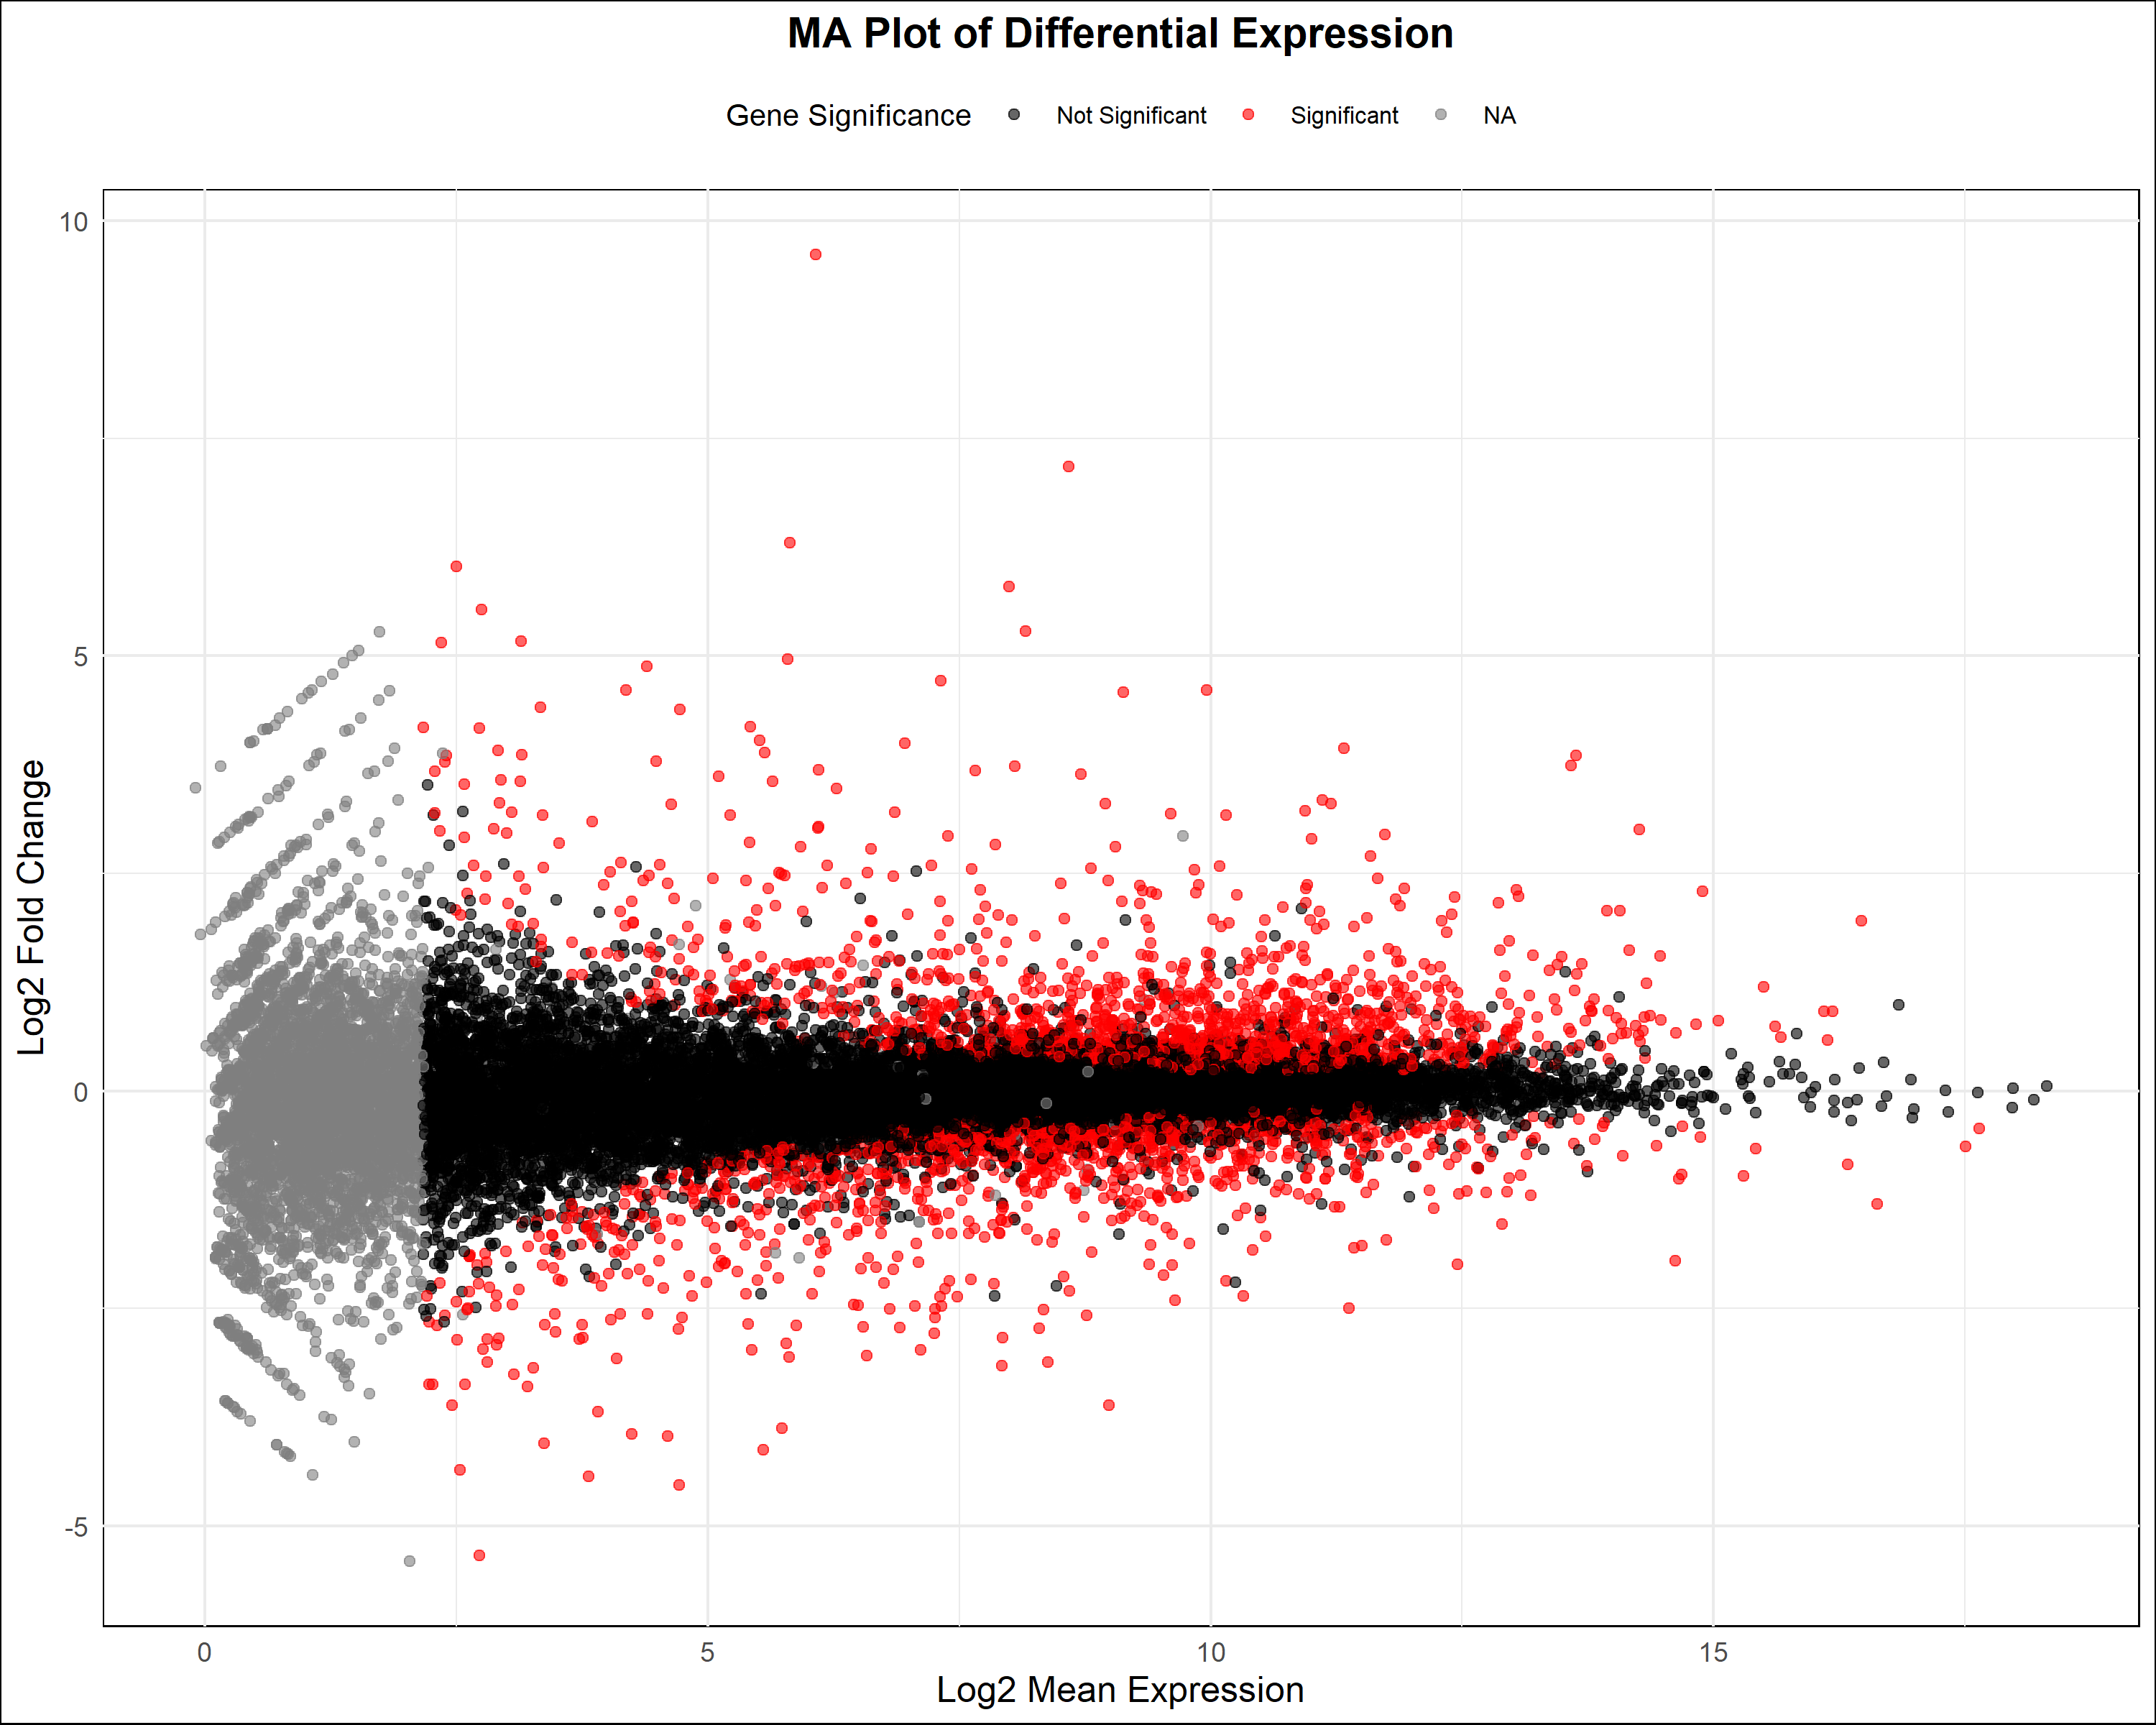 MA Plot of Differential Expression
Gene Significance Not Significant Significant NA
10
5
0
-5
Log2 Fold Change
0 5 10 15
Log2 Mean Expression